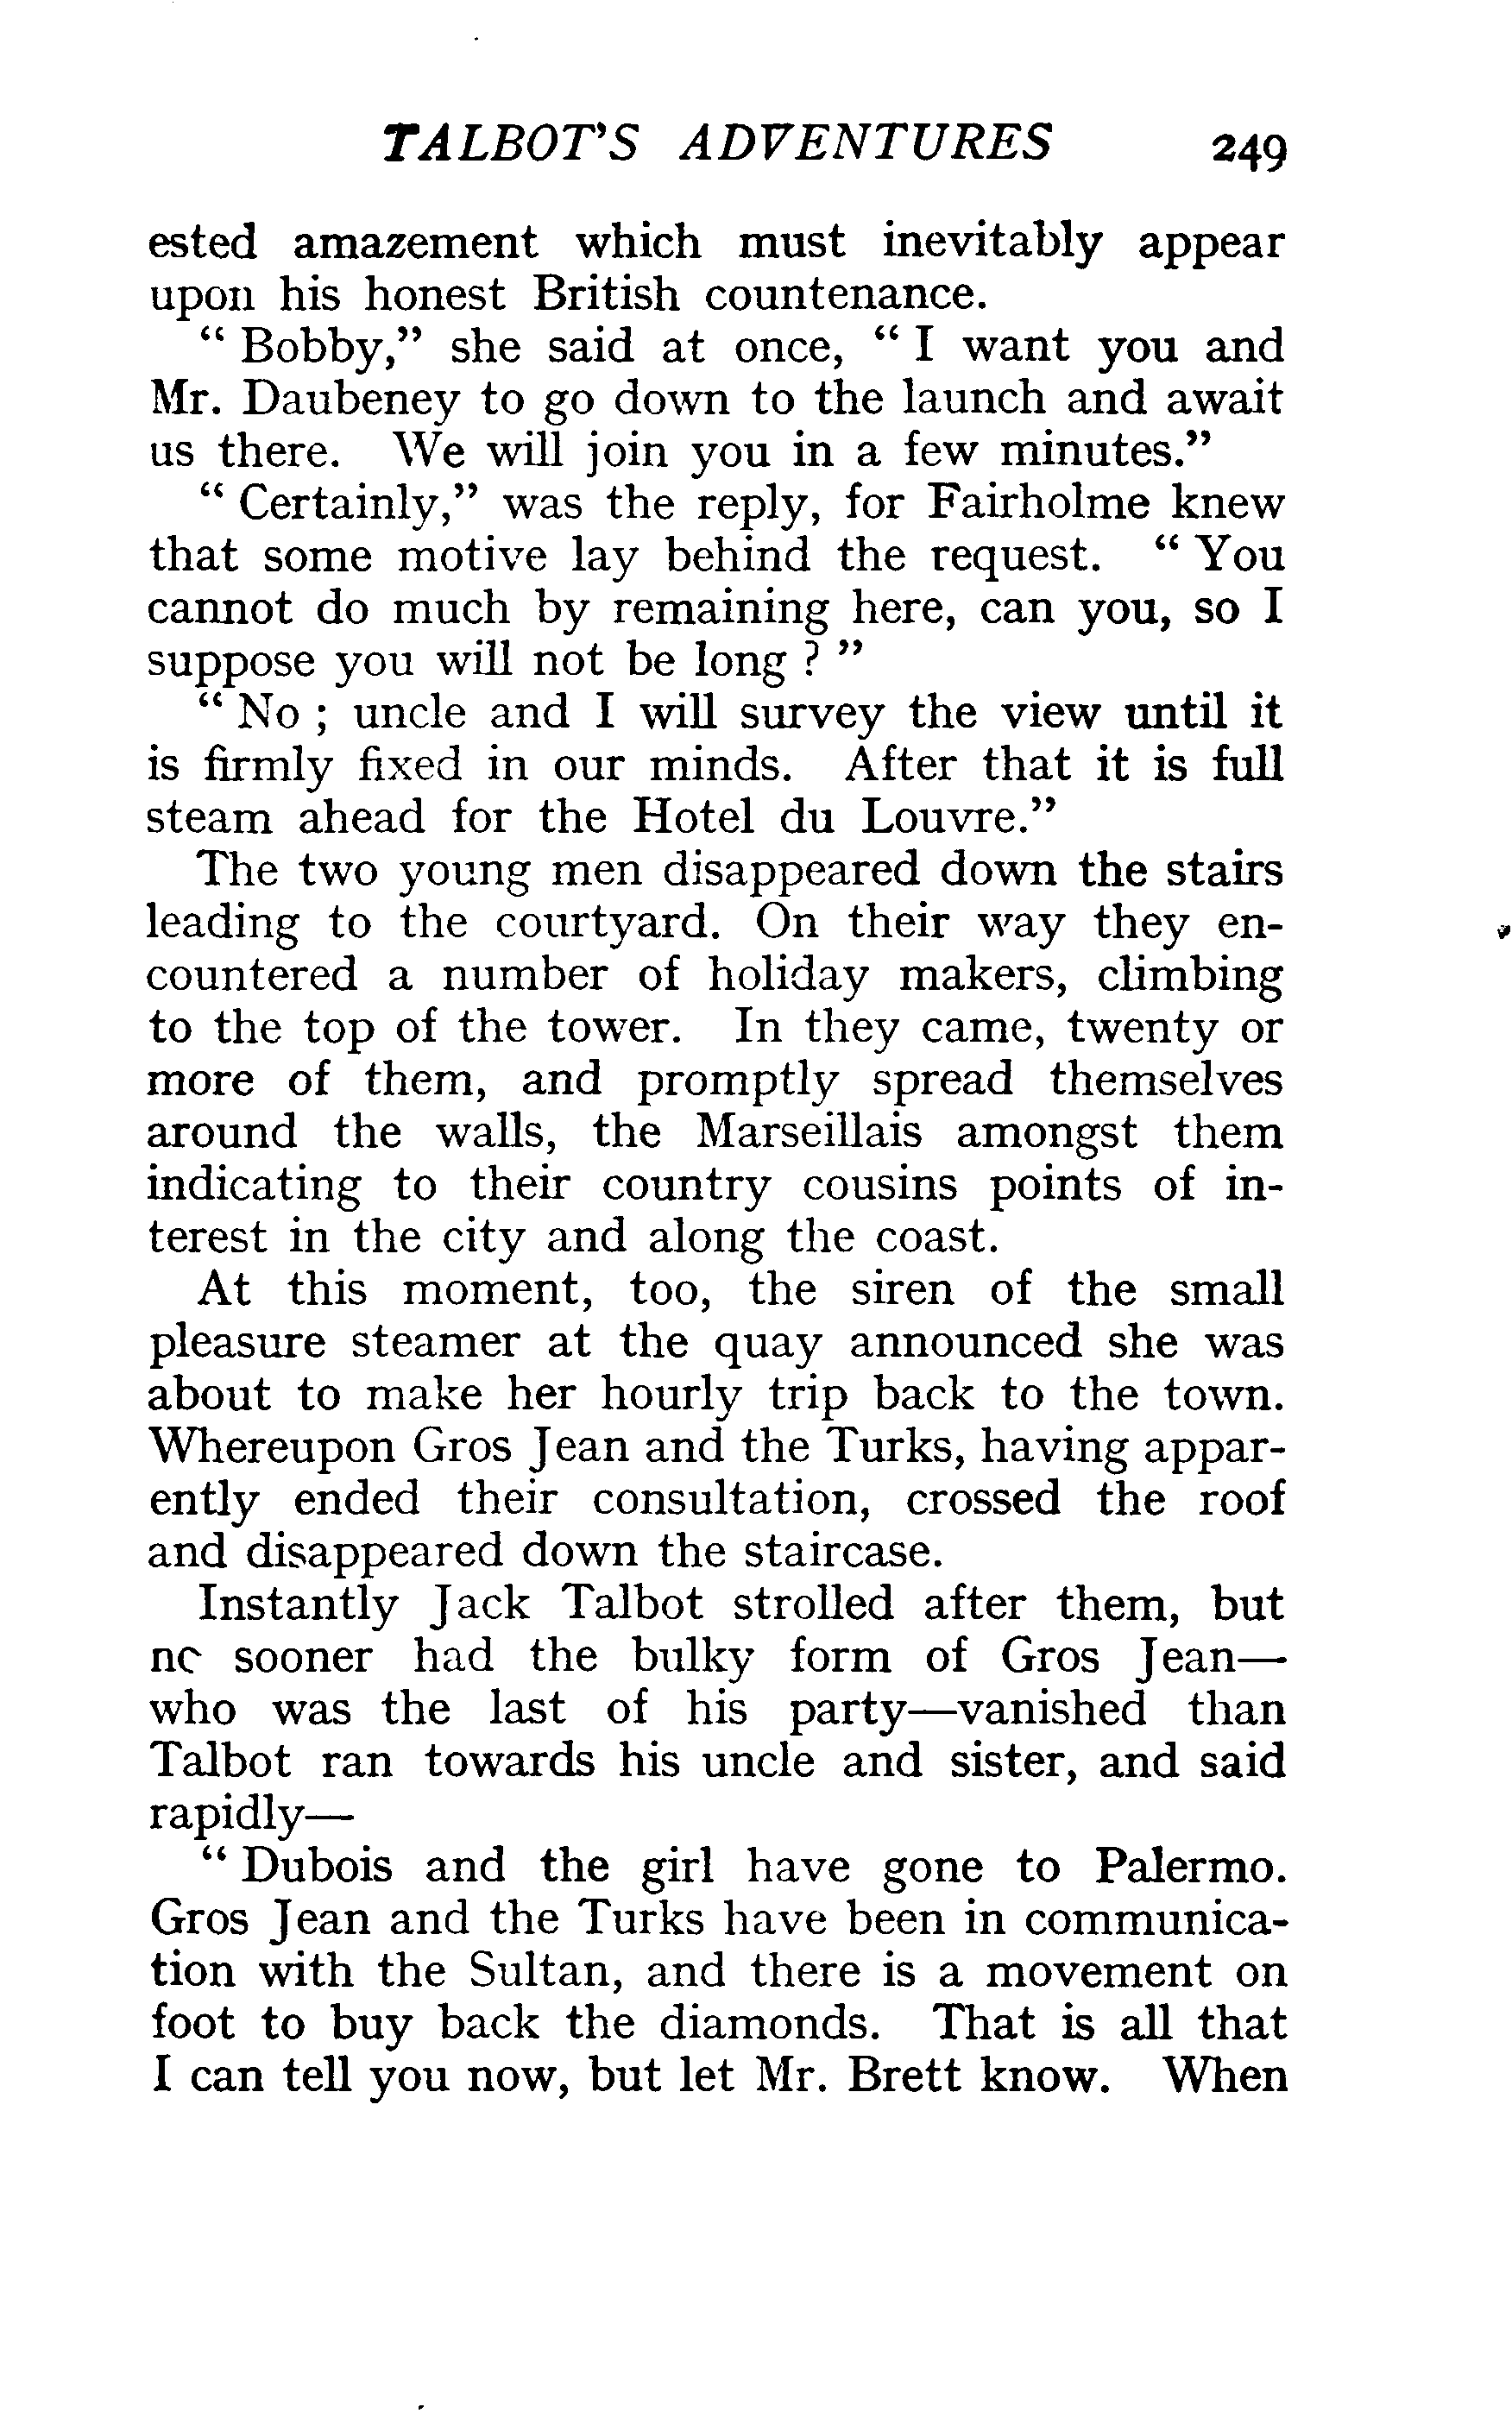 TALBOT'S ADVENTURES 249
ested amazement which must inevitably appear
upon his honest British countenance.
“ Bobby,” she said at once, “ I want you and
Mr. Daubeney to go down to the launch and await
us there. We will join you in a few minutes.”
“ Certainly,” was the reply, for Fairholme knew
that some motive lay behind the request. “ You
cannot do much by remaining here, can you, so I
suppose you will not be long ? ”
“ No ; uncle and I will survey the view until it
is firmly fixed in our minds. After that it is full
steam ahead for the Hotel du Louvre.”
The two young men disappeared down the stairs
leading to the courtyard. On their way they en-
countered a number of holiday makers, climbing
to the top of the tower. In they came, twenty or
more of them, and promptly spread themselves
around the walls, the Marseillais amongst them
indicating to their country cousins points of in-
terest in the city and along the coast.
At this moment, too, the siren of the small
pleasure steamer at the quay announced she was
about to make her hourly trip back to the town.
Whereupon Gros Jean and the Turks, having appar-
ently ended their consultation, crossed the roof
and disappeared down the staircase.
Instantly Jack Talbot strolled after them, but
no sooner had the bulky form of Gros Jean—
who was the last of his party—vanished than
Talbot ran towards his uncle and sister, and said
rapidly—
“ Dubois and the girl have gone to Palermo.
Gros Jean and the Turks have been in communica-
tion with the Sultan, and there is a movement on
foot to buy back the diamonds. That is all that
I can tell you now, but let Mr. Brett know. When